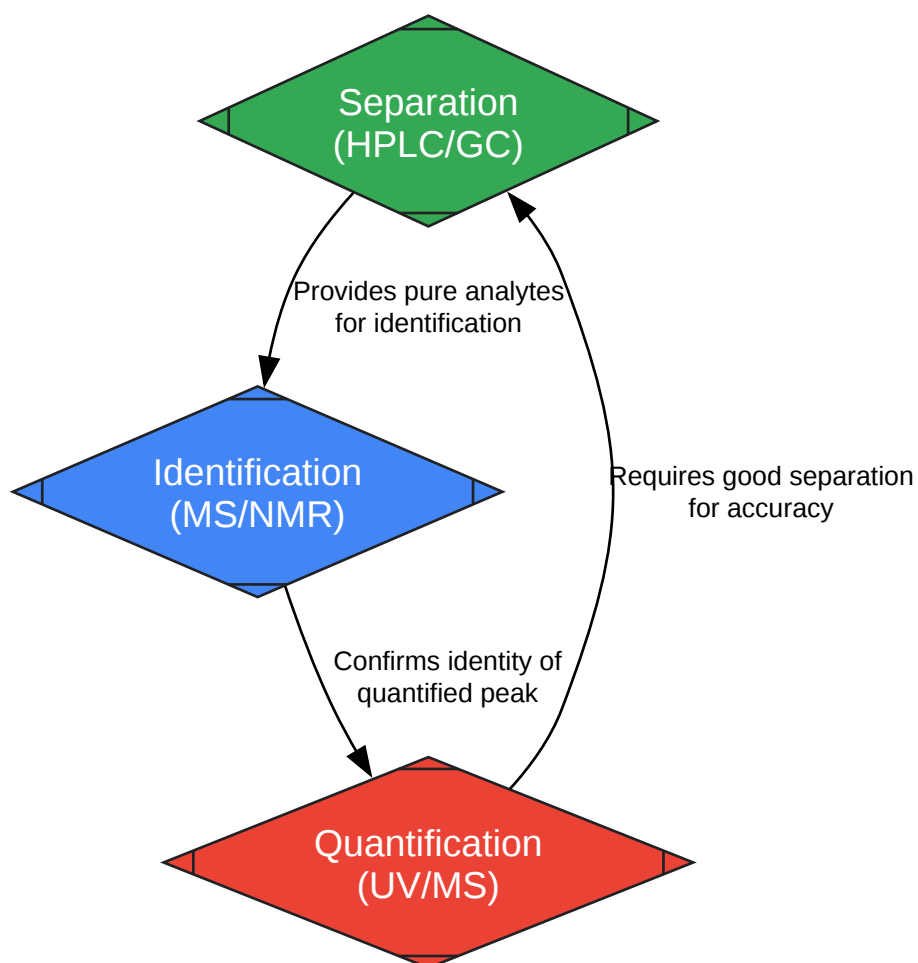 Separation
(HPLC/GC)
Provides pure analytes
for identification
Identification
(MS/NMR)
Requires good separation
for accuracy
Confirms identity of
quantified peak
Quantification
(UV/MS)